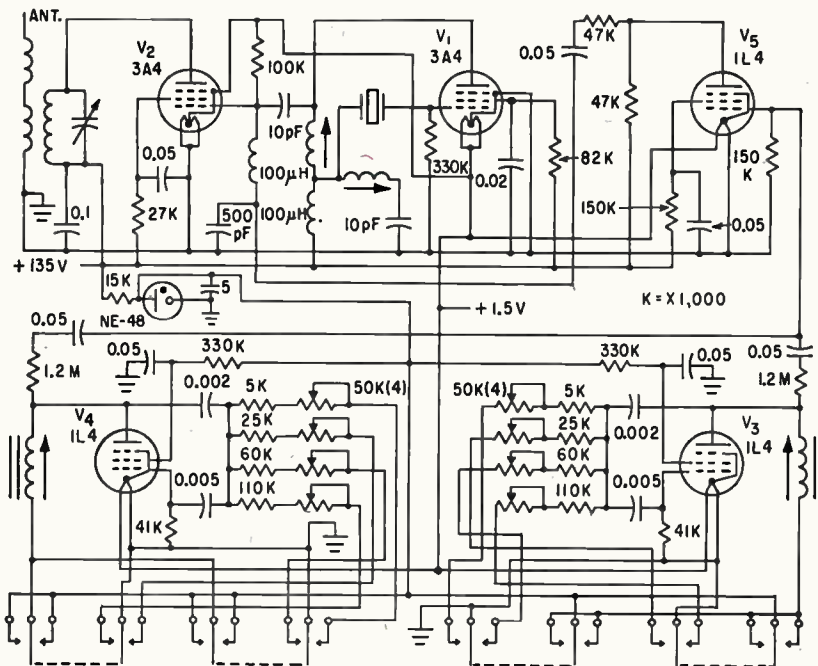 ANT.
V2
3A4
100K
10pF
V1
3A4
0.05
47K
V5
1L4
47K
0.05
27K
0.1
100µH
100µH
500
pF
10pF
330K
0.02
82K
150K
150
K
0.05
+135V
15K
5
NE-48
+1.5V
K=X1,000
0.05
1.2M
0.05
330K
330K
0.05
0.05
1.2M
V4
1L4
0.002
5K
50K(4)
25K
60K
110K
0.005
41K
50K(4)
5K
25K
60K
110K
0.002
0.005
41K
V3
1L4